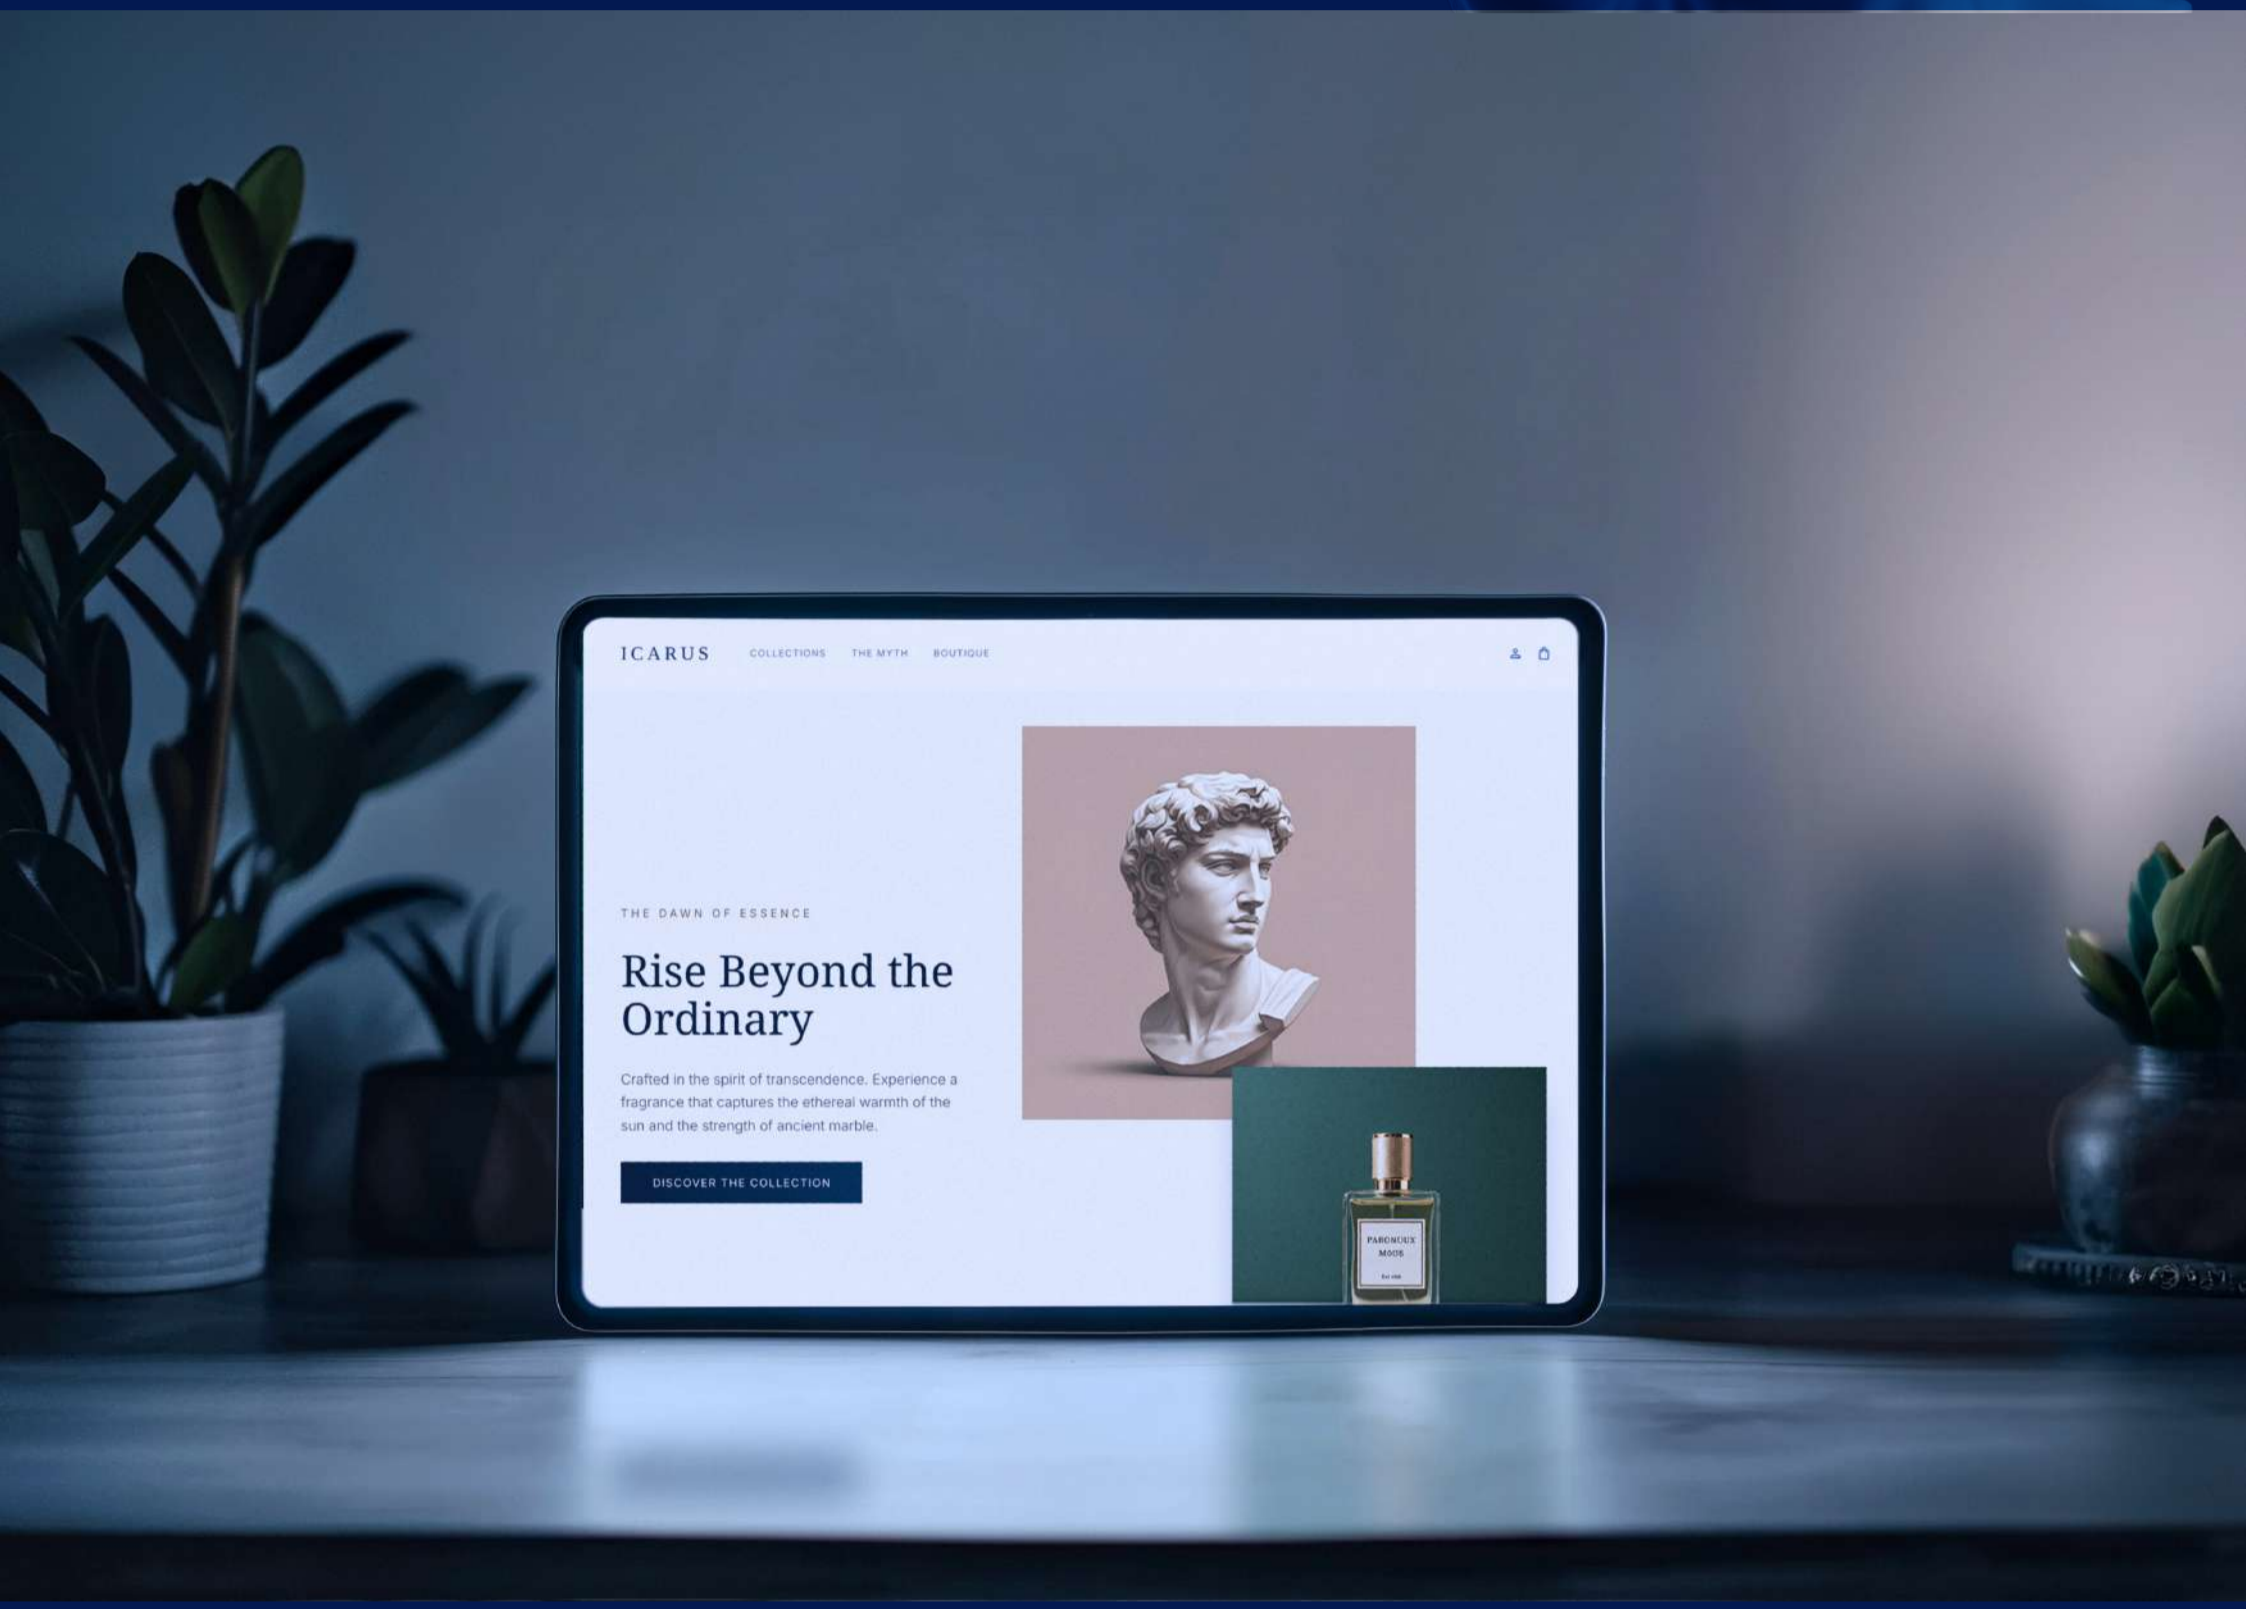 ICARUS
COLLECTIONS THE MYTH BOUTIQUE
THE DAWN OF ESSENCE
Rise Beyond the
Ordinary
Crafted in the spirit of transcendence. Experience a
fragrance that captures the ethereal warmth of the
sun and the strength of ancient marble.
DISCOVER THE COLLECTION
PARONOUX